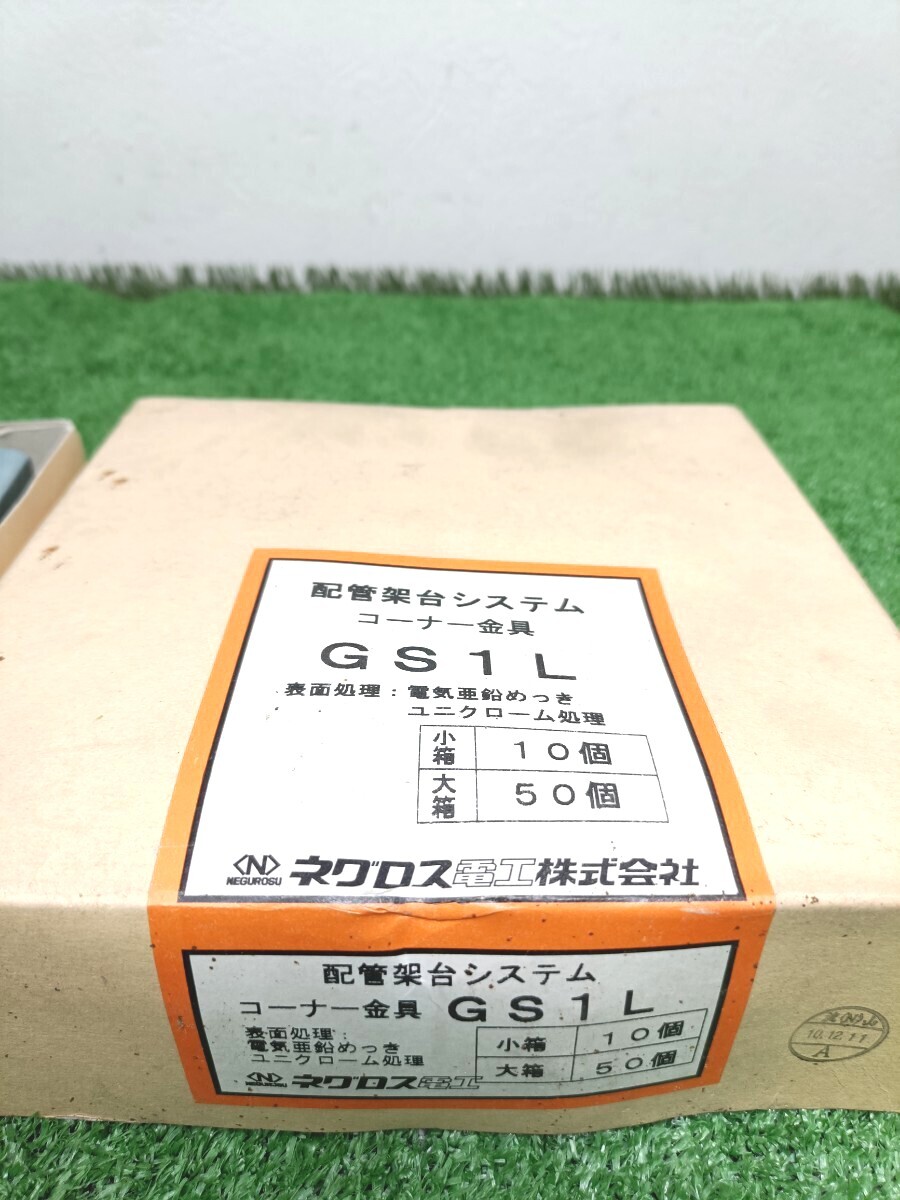 配管架台システム
コーナー金具
GS1L
表面処理:電気亜鉛めっき
ユニクローム処理
小箱 10個
大箱 50個
N NEGUROSU ネグロス電工株式会社
配管架台システム
コーナー金具 GS1L
表面処理:
電気亜鉛めっき
ユニクローム処理
小箱 10個
大箱 50個
N NEGUROSU ネグロス電工
10.12.11
A